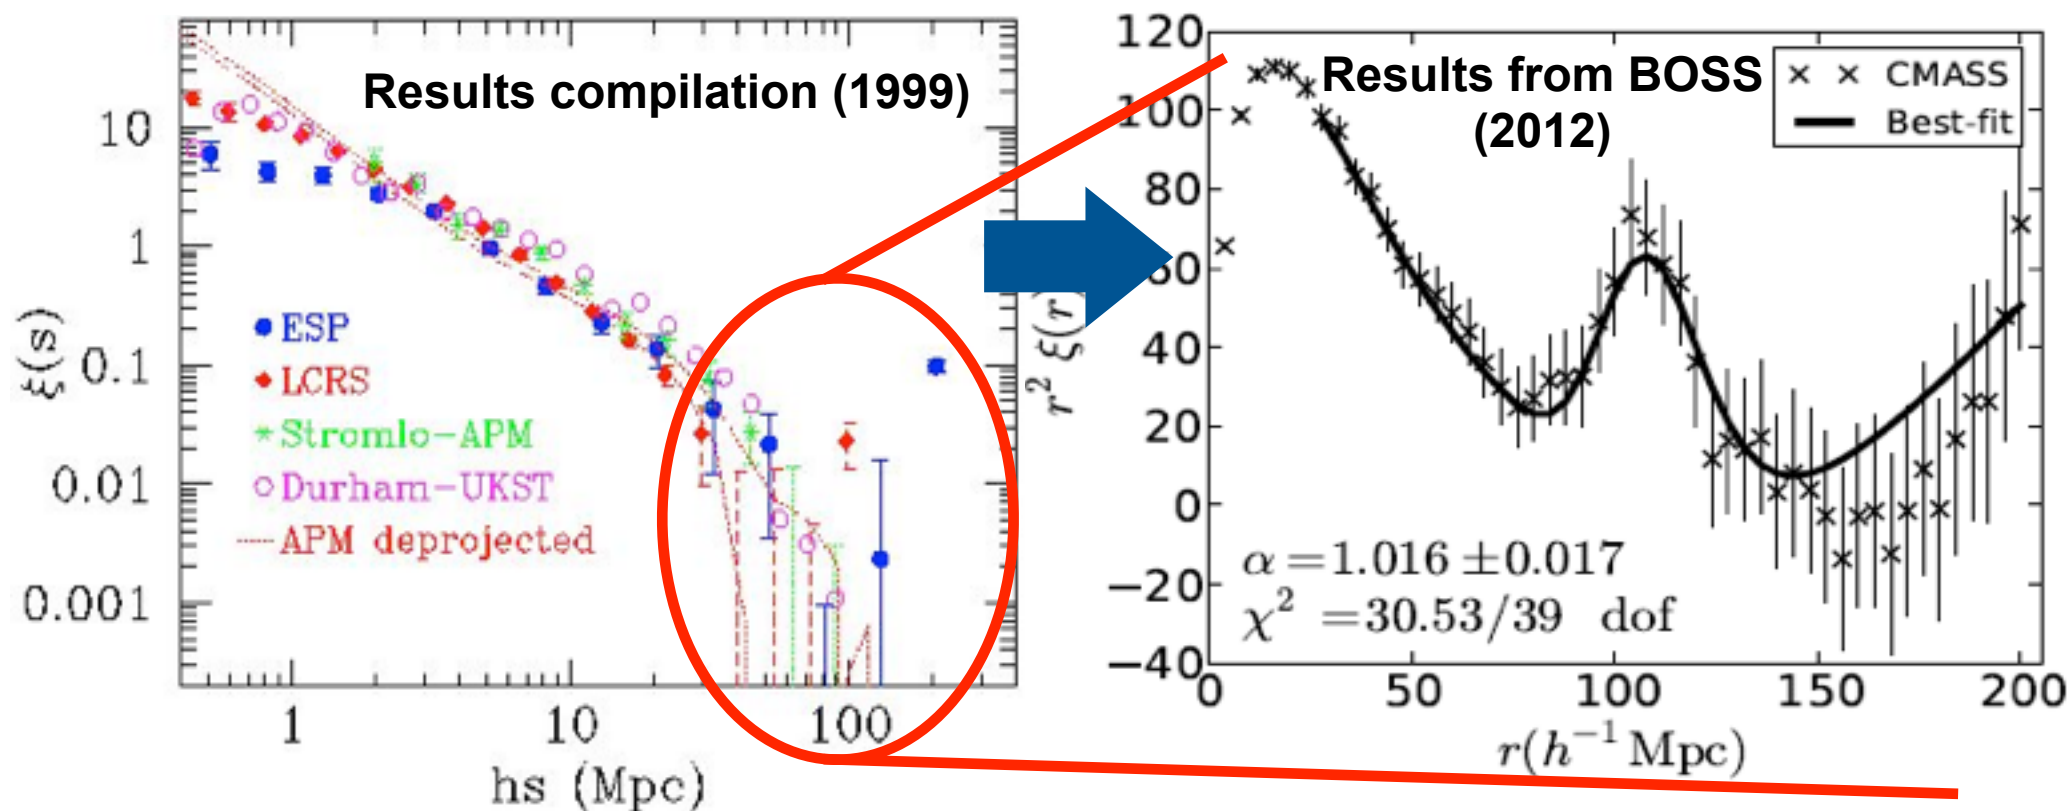 Results compilation (1999)
10
1
0.1
0.01
0.001
ξ(s)
ESP
LCRS
Stromlo-APM
Durham-UKST
APM deprojected
1
10
100
hs (Mpc)
Results from BOSS
(2012)
CMASS
Best-fit
120
100
80
60
40
20
0
−20
−40
r² ξ(r)
α=1.016 ±0.017
χ² =30.53/39 dof
0
50
100
150
200
r(h⁻¹ Mpc)